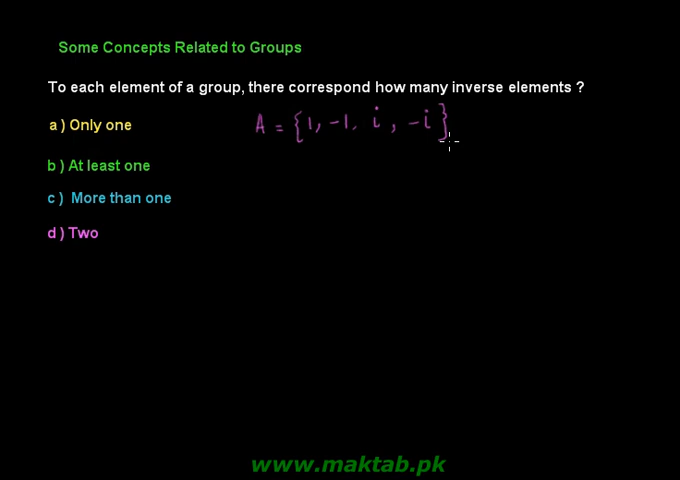 Some Concepts Related to Groups
To each element of a group, there correspond how many inverse elements ?
a ) Only one
A = {1, -1, i, -i}
b ) At least one
c ) More than one
d ) Two
www.maktab.pk